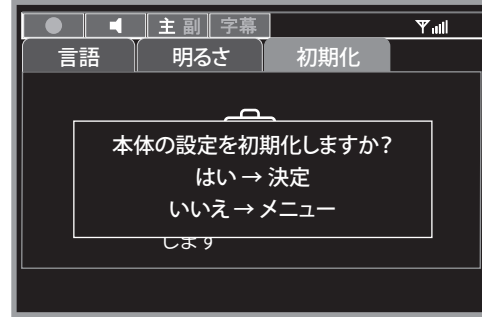 主 副 字幕
言語 明るさ 初期化
本体の設定を初期化しますか？
はい → 決定
いいえ → メニュー
します